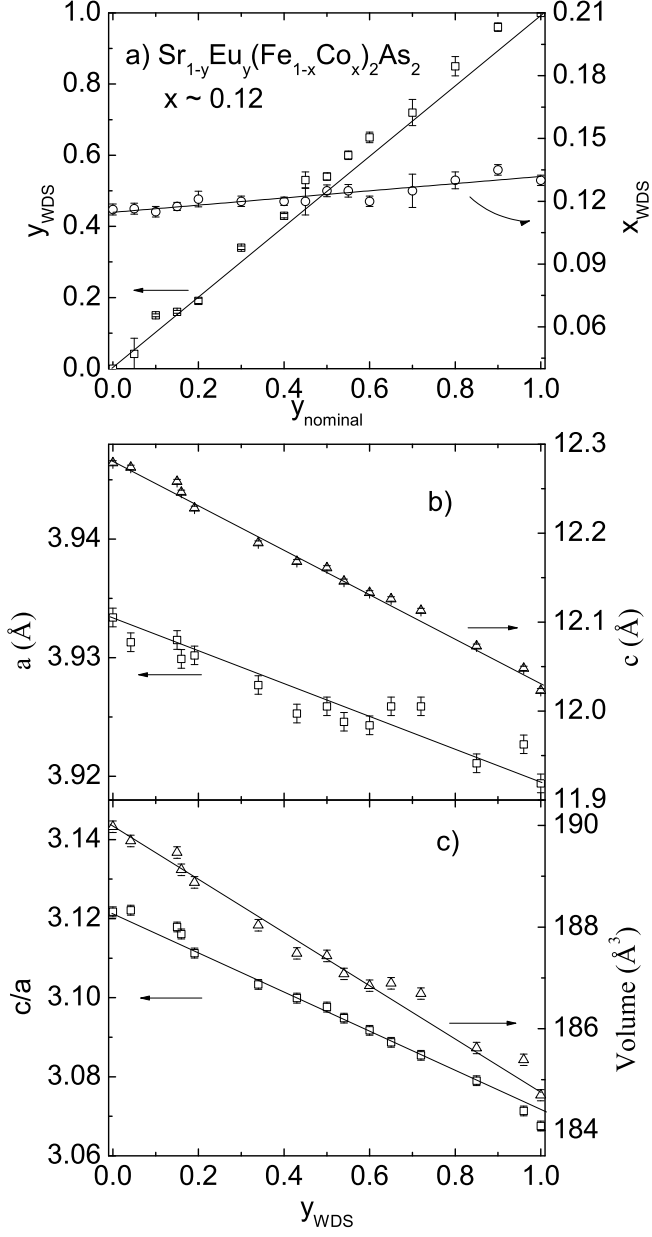 1.0 0.21
a) Sr1-yEuy(Fe1-xCox)2As2
0.8 0.18
x ~ 0.12
0.6 0.15
yWDS xWDS
0.4 0.12
0.09
0.2
0.06
0.0
0.0 0.2 0.4 0.6 0.8 1.0
ynominal
12.3
b)
3.94 12.2
a (Å) c (Å)
12.1
3.93
12.0
3.92
11.9
c)
3.14 190
3.12
188
c/a Volume (Å3)
3.10
186
3.08
184
3.06
0.0 0.2 0.4 0.6 0.8 1.0
yWDS